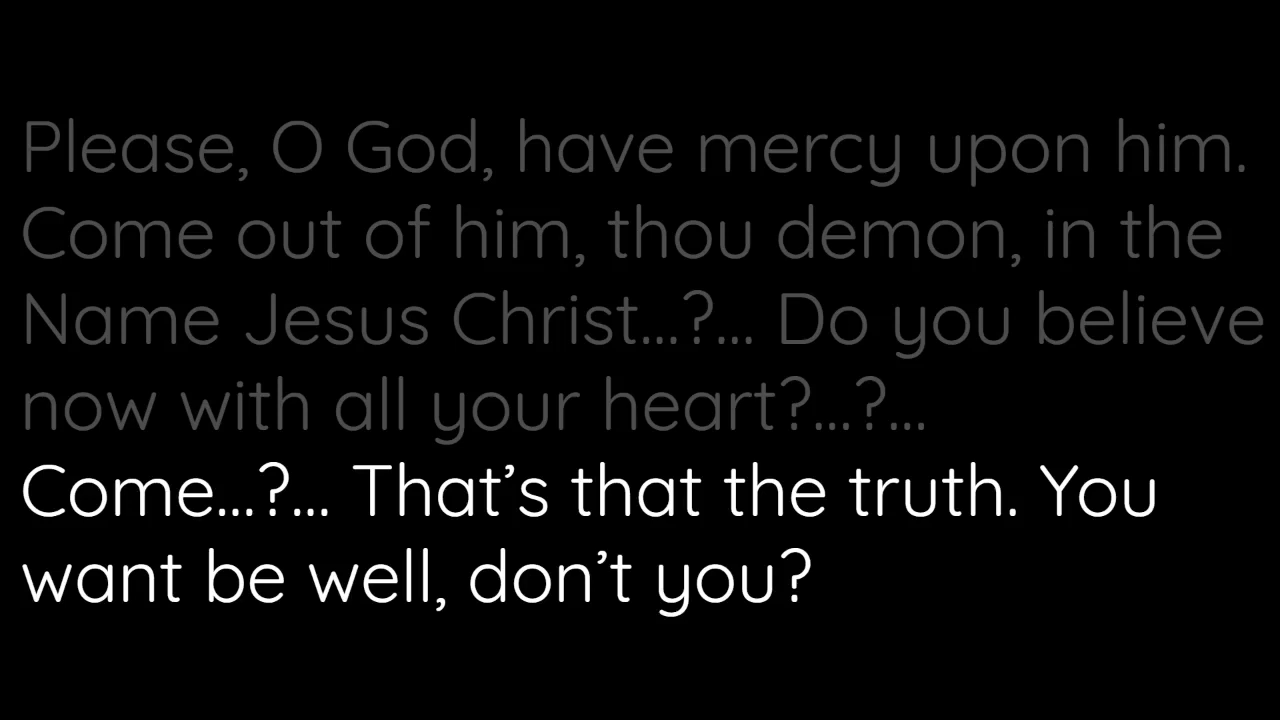 Please, O God, have mercy upon him.
Come out of him, thou demon, in the
Name Jesus Christ...?... Do you believe
now with all your heart?...?...
Come...?... That’s that the truth. You
want be well, don’t you?